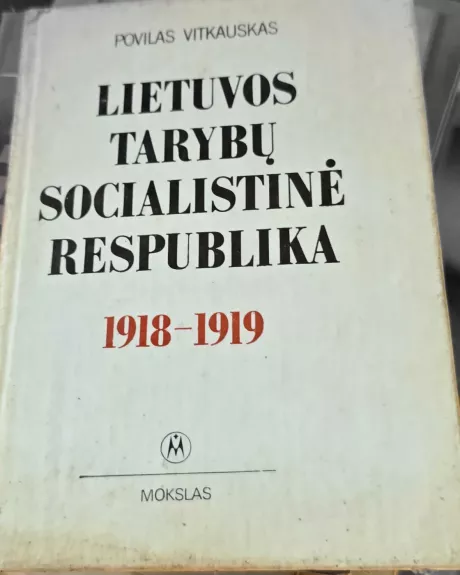 POVILAS VITKAUSKAS
LIETUVOS
TARYBŲ
SOCIALISTINĖ
RESPUBLIKA
1918–1919
M
MOKSLAS